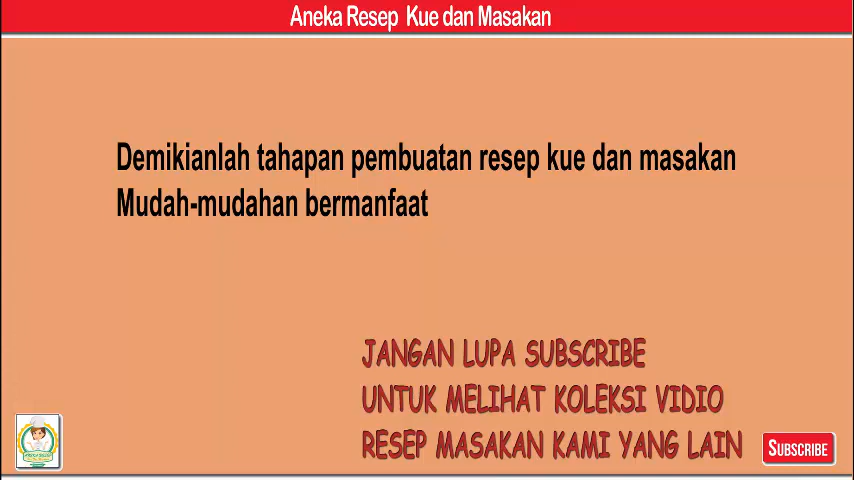 Aneka Resep Kue dan Masakan
Demikianlah tahapan pembuatan resep kue dan masakan
Mudah-mudahan bermanfaat
JANGAN LUPA SUBSCRIBE
UNTUK MELIHAT KOLEKSI VIDIO
RESEP MASAKAN KAMI YANG LAIN
SUBSCRIBE